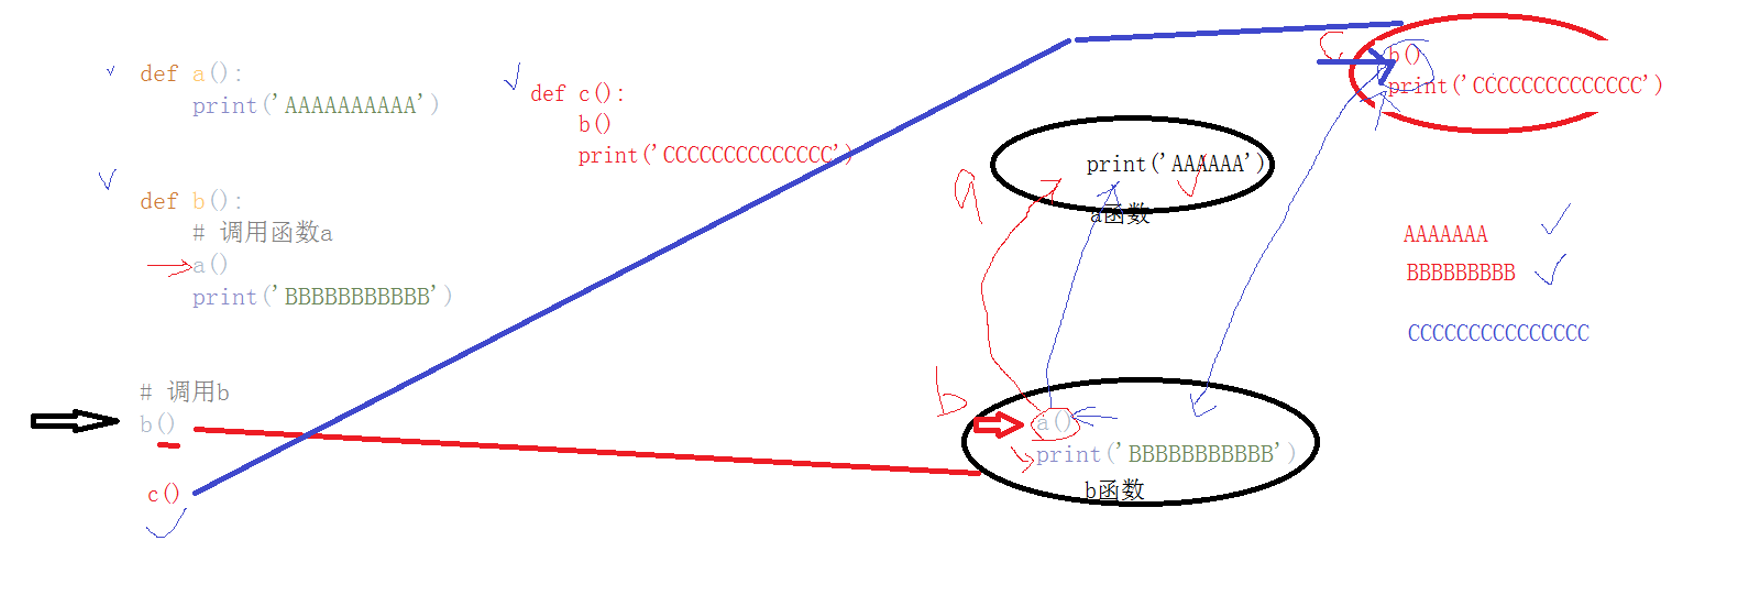 def a():
print('AAAAAAAAAA')
def b():
# 调用函数a
a()
print('BBBBBBBBBBB')
# 调用b
b()
c()
def c():
b()
print('CCCCCCCCCCCCCC')
C
b()
print('CCCCCCCCCCCCCC')
a
print('AAAAAA')
a函数
b
a()
print('BBBBBBBBBBB')
b函数
AAAAAAA
BBBBBBBBB
CCCCCCCCCCCCCCC